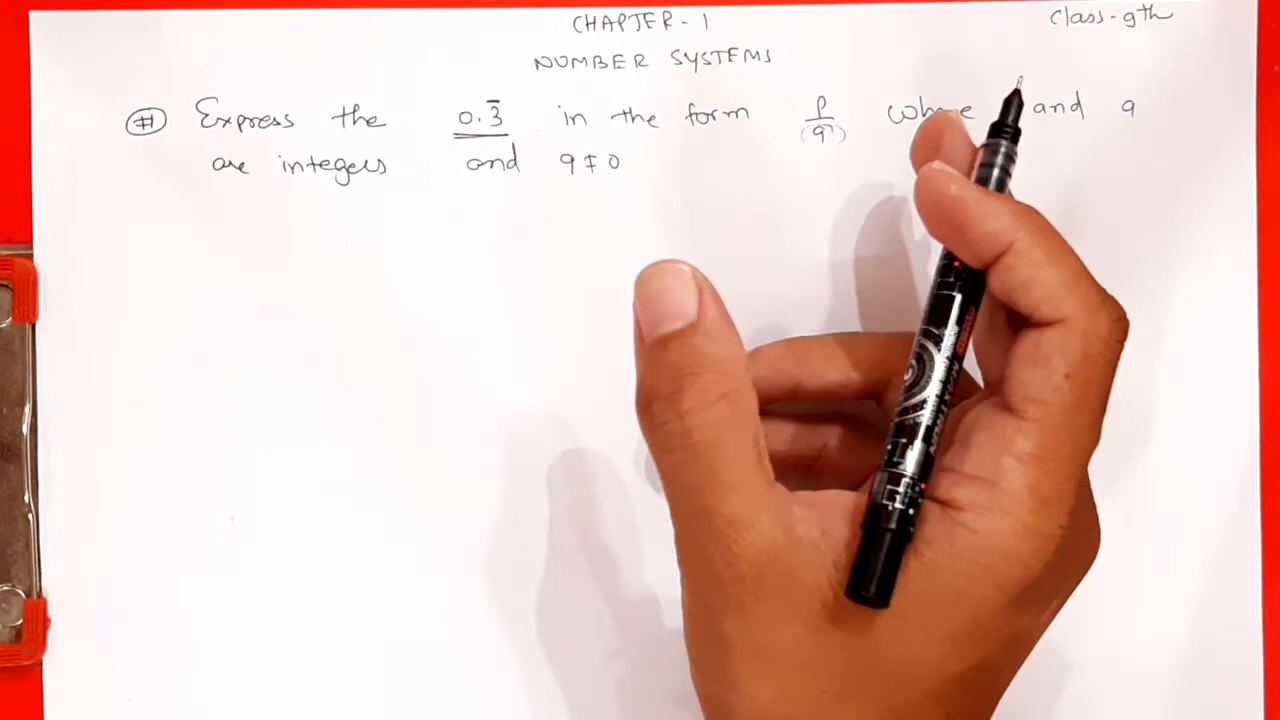 CHAPTER-1
Class-9th
NUMBER SYSTEMS
# Express the 0.3̅ in the form p/q where and q
are integers and q ≠ 0